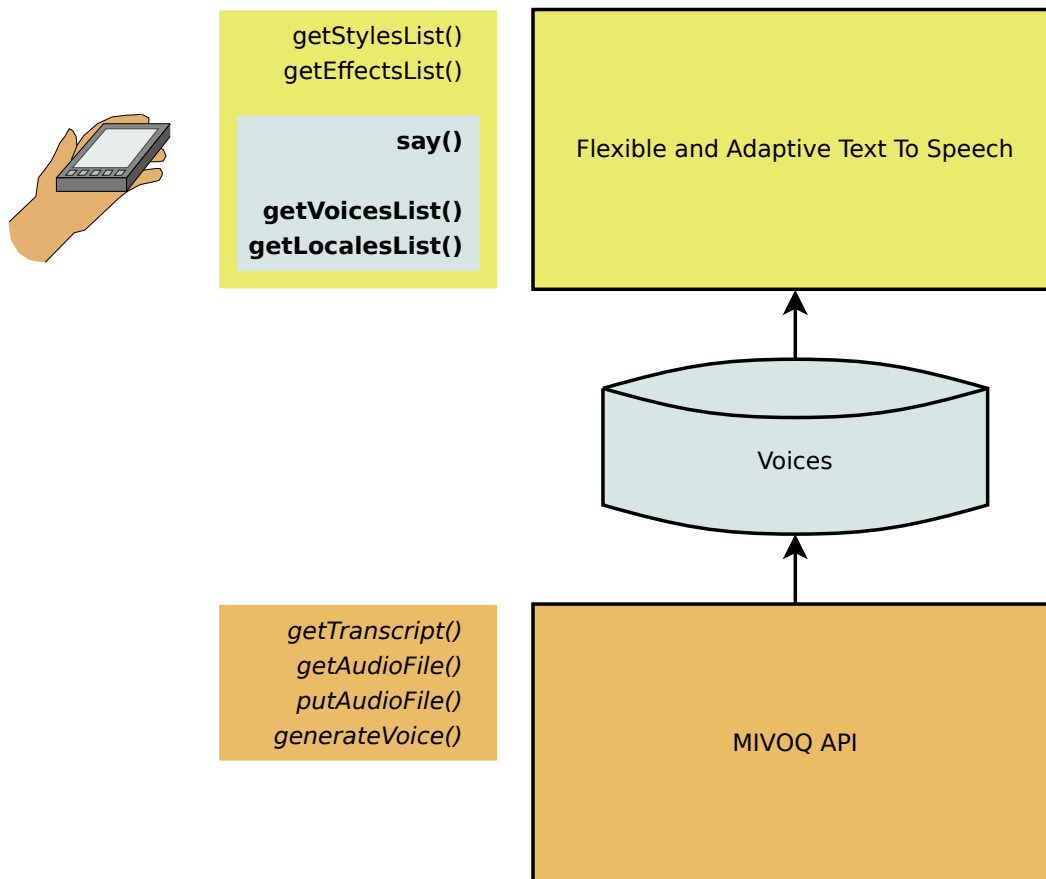 getStylesList()
getEffectsList()
say()
getVoicesList()
getLocalesList()
Flexible and Adaptive Text To Speech
Voices
getTranscript()
getAudioFile()
putAudioFile()
generateVoice()
MIVOQ API